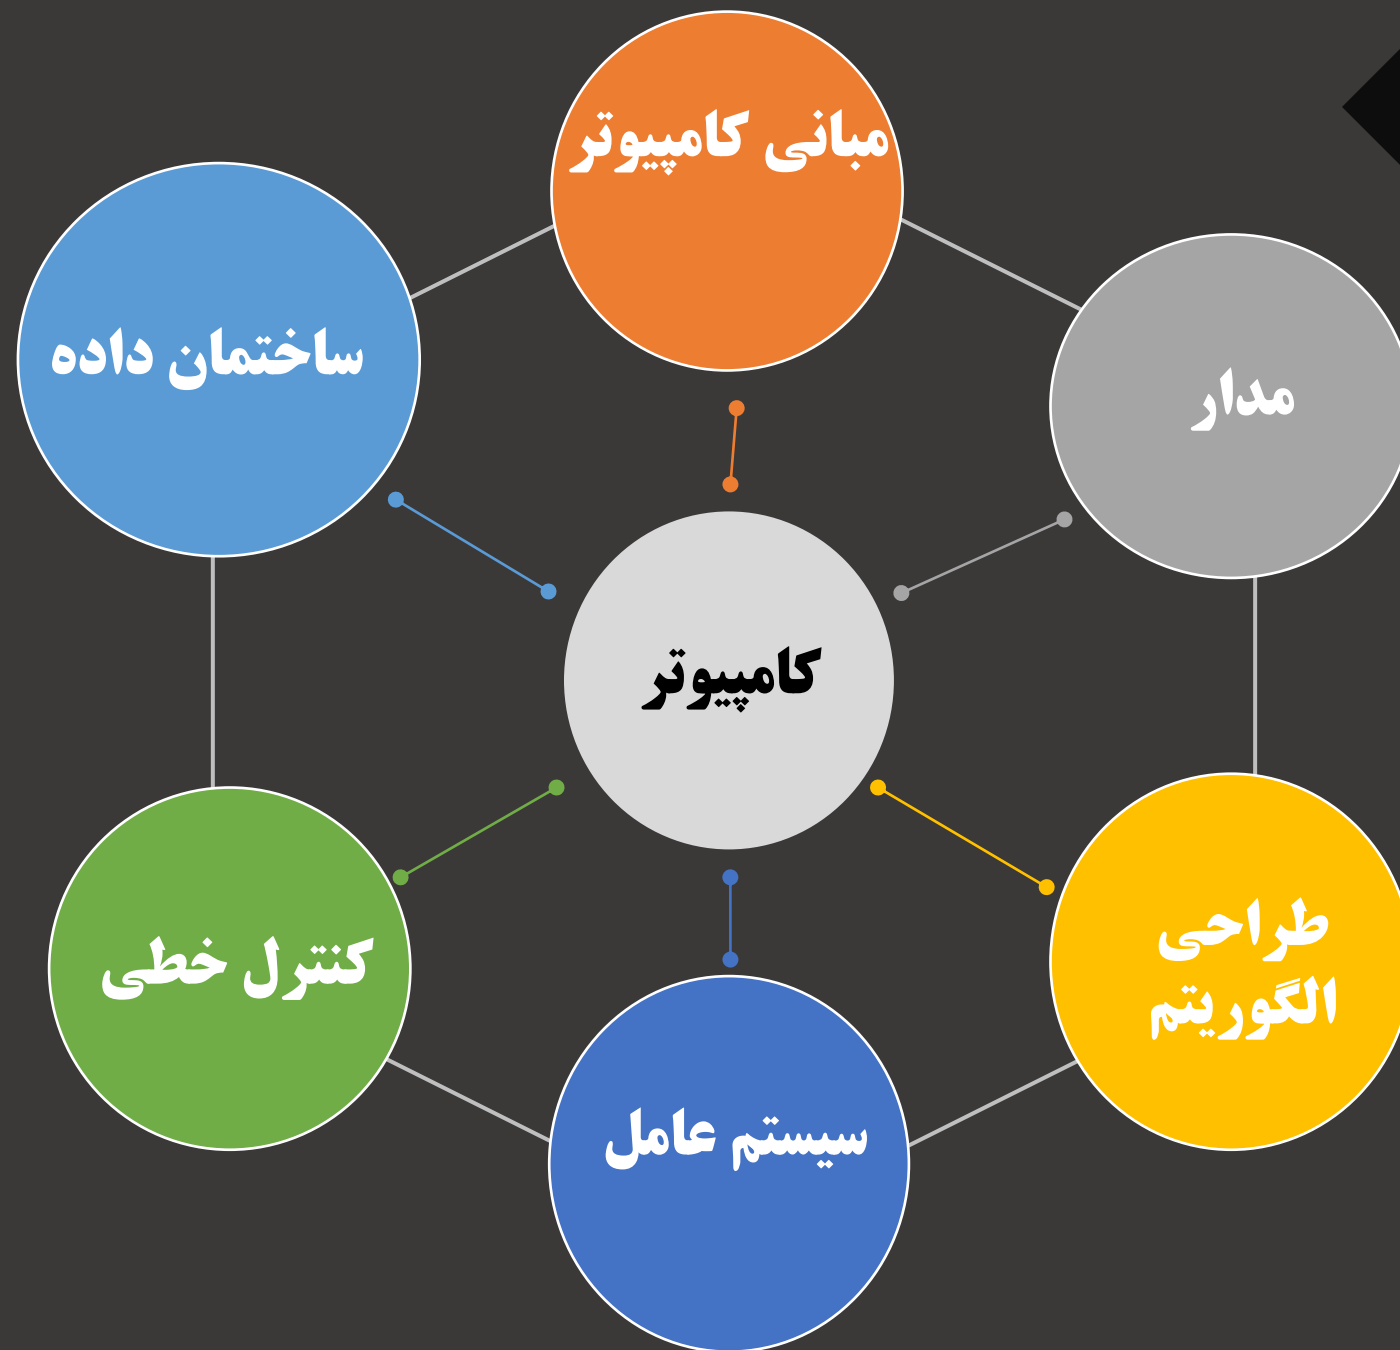 مبانی کامپیوتر
ساختمان داده
مدار
کامپیوتر
کنترل خطی
طراحی
الگوریتم
سیستم عامل